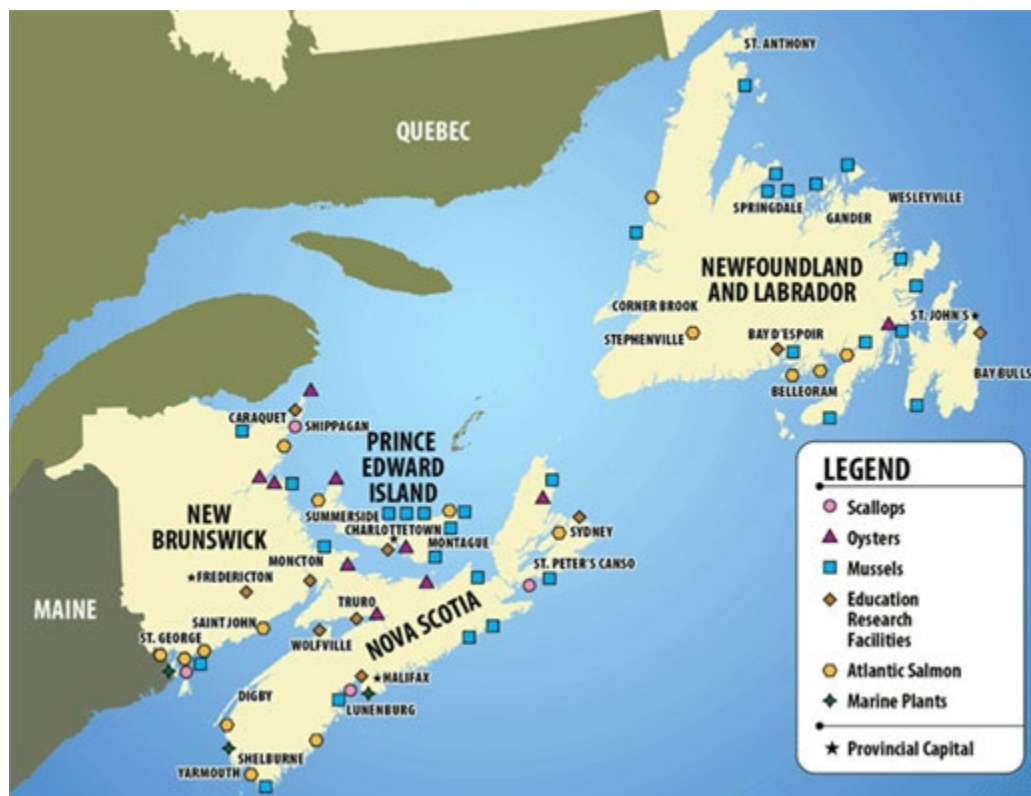 ST. ANTHONY
QUEBEC
WESLEYVILLE
SPRINGDALE
GANDER
NEWFOUNDLAND
AND LABRADOR
CORNER BROOK
ST. JOHN'S
STEPHENVILLE
BAY D'ESPOIR
BAY BULLS
BELLEORAM
CARAQUET
SHIPPAGAN
PRINCE
EDWARD
ISLAND
SUMMERSIDE
CHARLOTTETOWN
MONTAGUE
NEW
BRUNSWICK
SYDNEY
MONCTON
ST. PETER'S CANSO
FREDERICTON
MAINE
TRURO
NOVA SCOTIA
SAINT JOHN
ST. GEORGE
WOLFVILLE
HALIFAX
DIGBY
LUNENBURG
SHELBURNE
YARMOUTH
LEGEND
Scallops
Oysters
Mussels
Education
Research
Facilities
Atlantic Salmon
Marine Plants
Provincial Capital